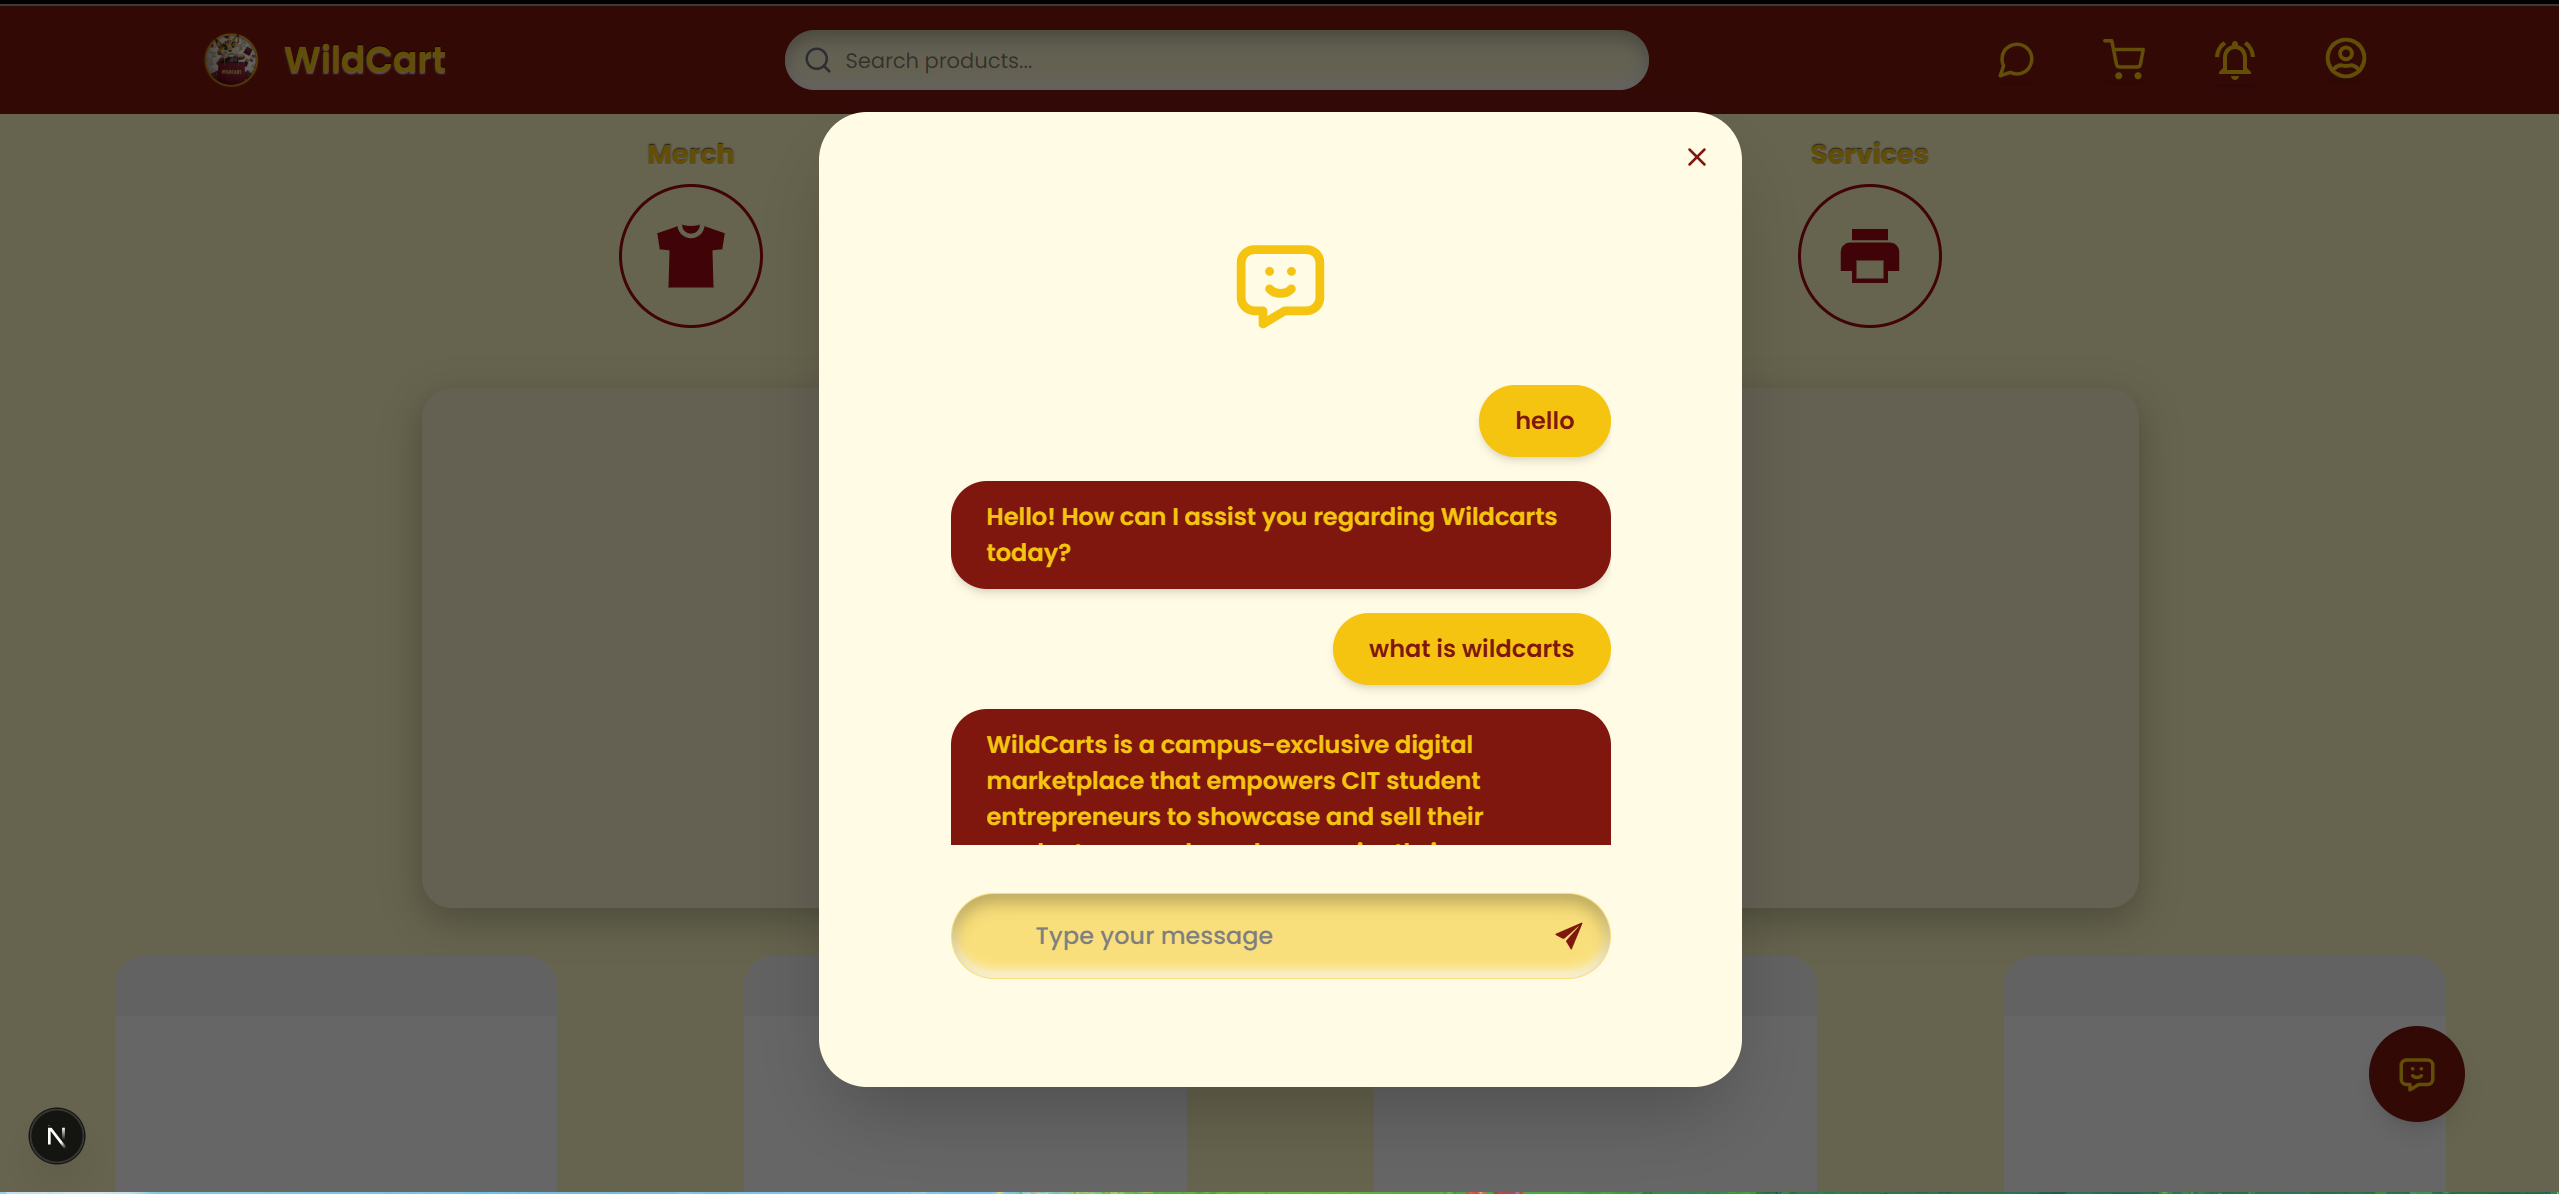 WildCart
Search products...
Merch
Services
hello
Hello! How can I assist you regarding Wildcarts
today?
what is wildcarts
WildCarts is a campus-exclusive digital
marketplace that empowers CIT student
entrepreneurs to showcase and sell their
Type your message
N